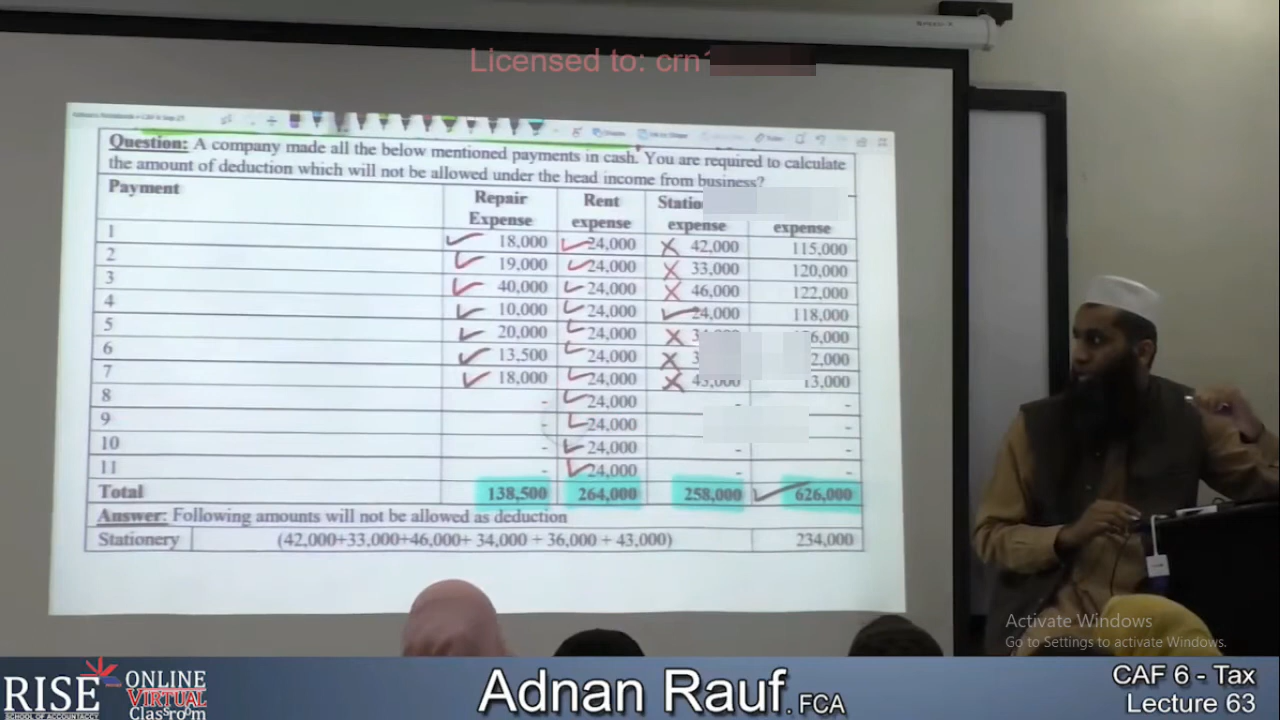 Licensed to: crn
Question: A company made all the below mentioned payments in cash. You are required to calculate
the amount of deduction which will not be allowed under the head income from business?
Payment Repair Expense Rent expense expense expense
1 18,000 24,000 42,000 115,000
2 19,000 24,000 33,000 120,000
3 40,000 24,000 46,000 122,000
4 10,000 24,000 24,000 118,000
5 20,000 24,000
6 13,500 24,000
7 18,000 24,000 43,000
8 - 24,000 - -
9 - 24,000 -
10 - 24,000 - -
11 - 24,000 - -
Total 138,500 264,000 258,000 626,000
Answer: Following amounts will not be allowed as deduction
Stationery (42,000+33,000+46,000+ 34,000 + 36,000 + 43,000) 234,000
Activate Windows
Go to Settings to activate Windows.
RISE
SCHOOL OF ACCOUNTANCY
ONLINE
VIRTUAL
Classroom
Adnan Rauf. FCA
CAF 6 - Tax
Lecture 63